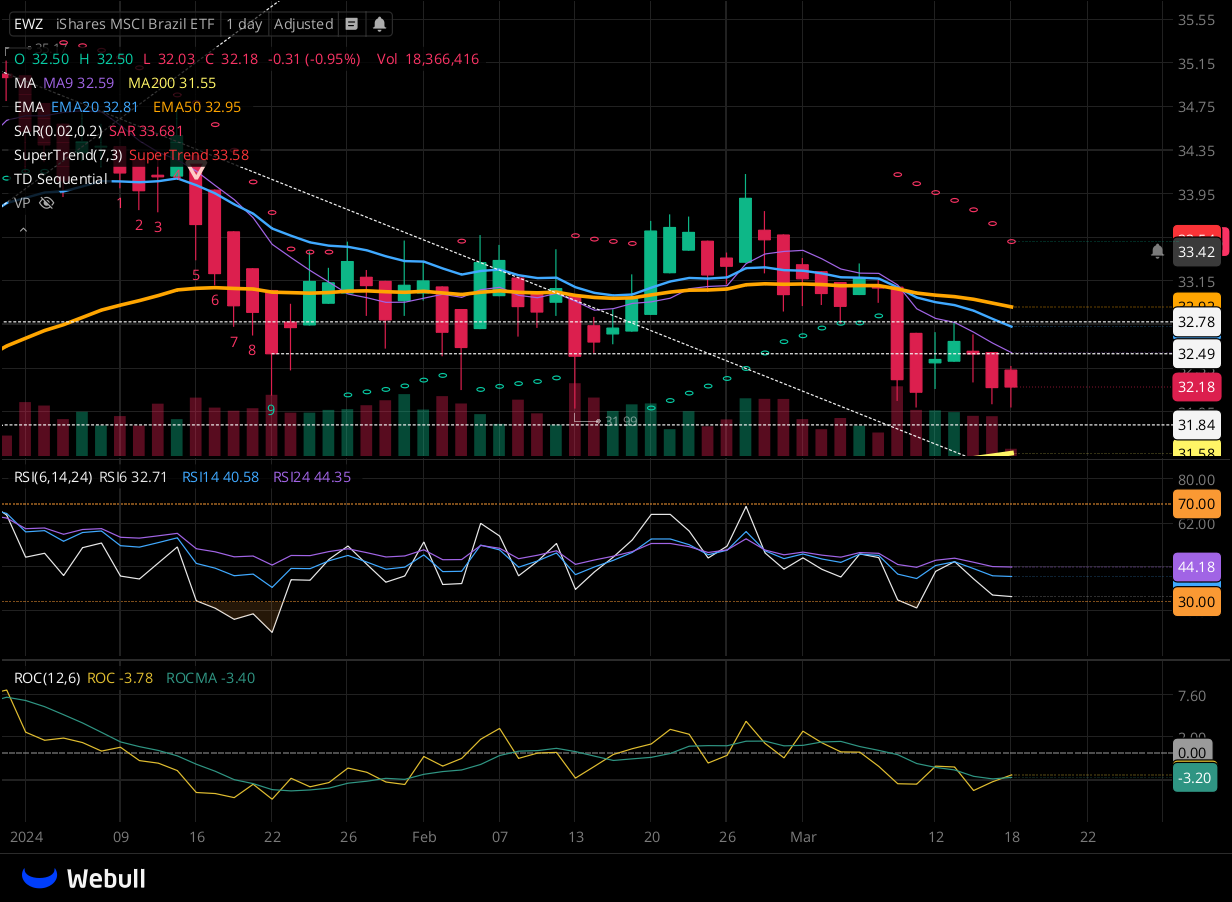 EWZ iShares MSCI Brazil ETF 1 day Adjusted
35.17
O 32.50 H 32.50 L 32.03 C 32.18 -0.31 (-0.95%) Vol 18,366,416
MA MA9 32.59 MA200 31.55
EMA EMA20 32.81 EMA50 32.95
SAR(0.02,0.2) SAR 33.681
SuperTrend(7,3) SuperTrend 33.58
TD Sequential
VP
1
2 3
5
6
7 8
9
31.99
35.55
35.15
34.75
34.35
33.95
33.42
33.15
32.78
32.49
32.18
31.84
31.58
RSI(6,14,24) RSI6 32.71 RSI14 40.58 RSI24 44.35
80.00
70.00
62.00
44.18
30.00
ROC(12,6) ROC -3.78 ROCMA -3.40
7.60
0.00
-3.20
2024 09 16 22 26 Feb 07 13 20 26 Mar 12 18 22
Webull